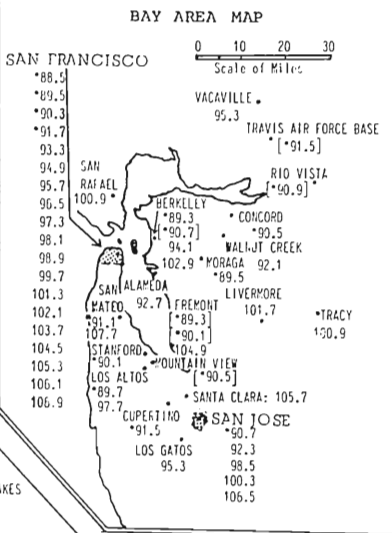 BAY AREA MAP
0 10 20 30
Scale of Miles
SAN FRANCISCO
*88.5
*89.5
*90.3
*91.7
93.3
94.9
95.7
96.5
97.3
98.1
98.9
99.7
101.3
102.1
103.7
104.5
105.3
106.1
106.9
VACAVILLE
95.3
TRAVIS AIR FORCE BASE
[*91.5]
RIO VISTA
[*90.9]
SAN
RAFAEL
100.9
BERKELEY
*89.3
[*90.7]
94.1
102.9
CONCORD
*90.5
WALNUT CREEK
92.1
MORAGA
*89.5
ALAMEDA
92.7
SAN
MATEO
*91.1
107.7
FREMONT
[*89.3]
[*90.1]
104.9
LIVERMORE
101.7
*TRACY
100.9
STANFORD
*90.1
MOUNTAIN VIEW
[*90.5]
LOS ALTOS
*89.7
97.7
SANTA CLARA: 105.7
CUPERTINO
*91.5
SAN JOSE
*90.7
92.3
98.5
100.3
106.5
LOS GATOS
95.3